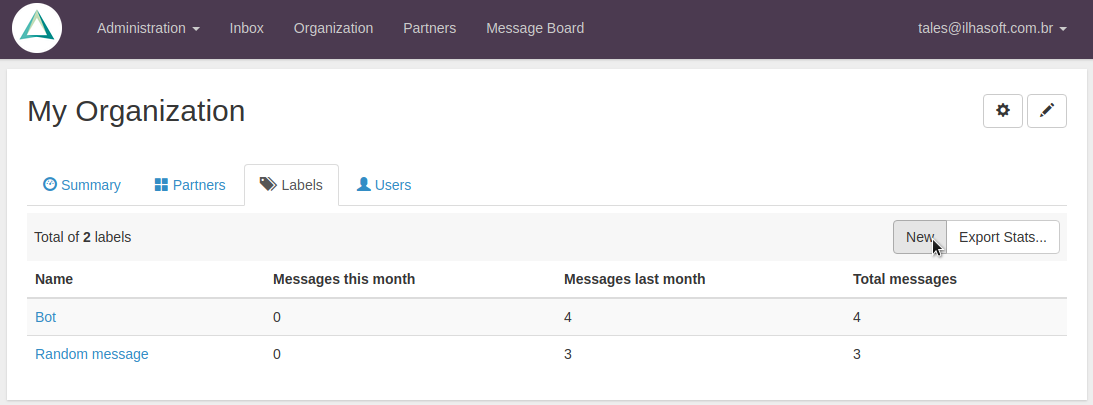 Administration Inbox Organization Partners Message Board tales@ilhasoft.com.br
My Organization
Summary Partners Labels Users
Total of 2 labels New Export Stats...
Name Messages this month Messages last month Total messages
Bot 0 4 4
Random message 0 3 3